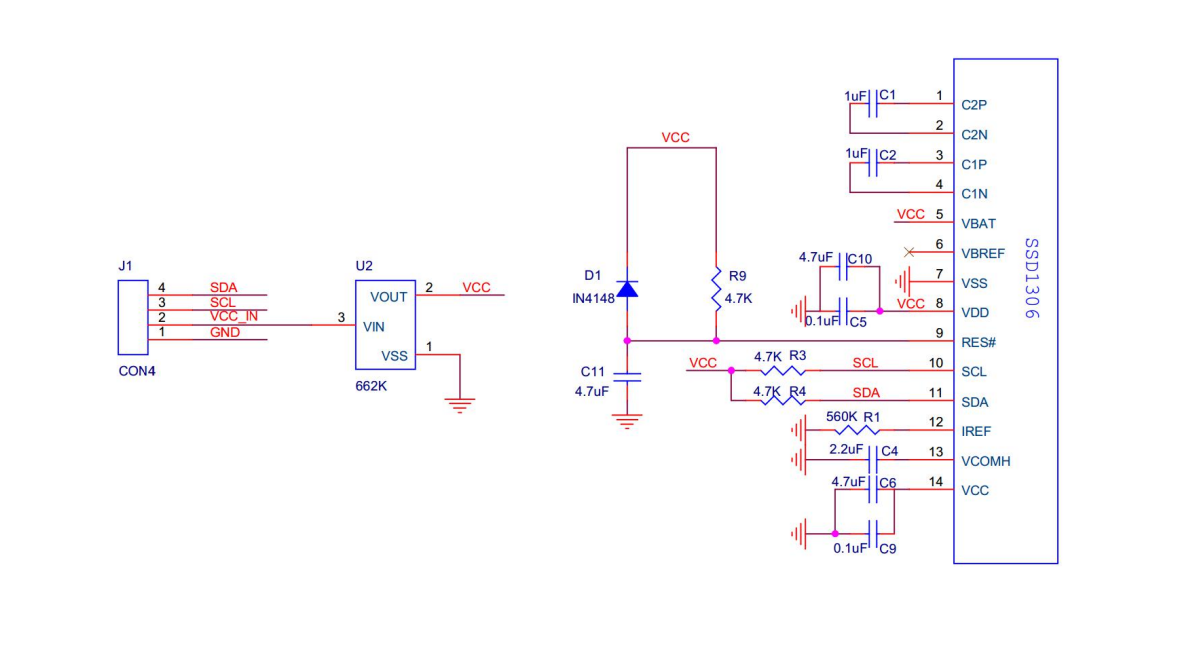 J1
4 SDA
3 SCL
2 VCC_IN
1 GND
CON4
U2
VOUT 2 VCC
3 VIN
VSS 1
662K
VCC
D1
IN4148
R9
4.7K
C11
4.7uF
1uF C1 1 C2P
2 C2N
1uF C2 3 C1P
4 C1N
VCC 5 VBAT
6 VBREF
7 VSS
4.7uF C10
VCC 8 VDD
0.1uF C5
9 RES#
VCC 4.7K R3 SCL 10 SCL
4.7K R4 SDA 11 SDA
560K R1 12 IREF
2.2uF C4 13 VCOMH
4.7uF C6 14 VCC
0.1uF C9
SSD1306